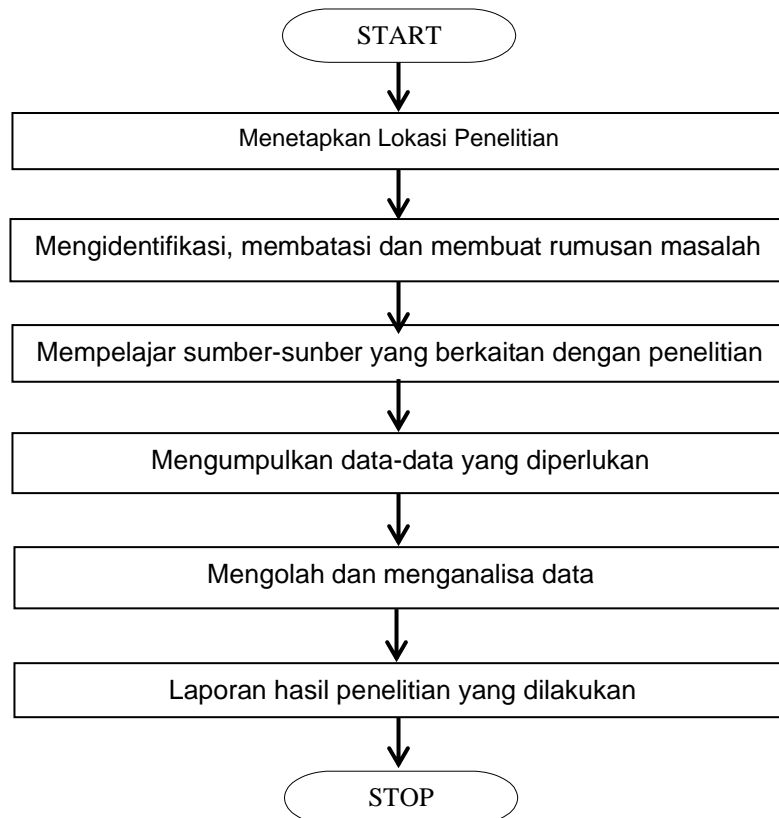 START
Menetapkan Lokasi Penelitian
Mengidentifikasi, membatasi dan membuat rumusan masalah
Mempelajar sumber-sunber yang berkaitan dengan penelitian
Mengumpulkan data-data yang diperlukan
Mengolah dan menganalisa data
Laporan hasil penelitian yang dilakukan
STOP